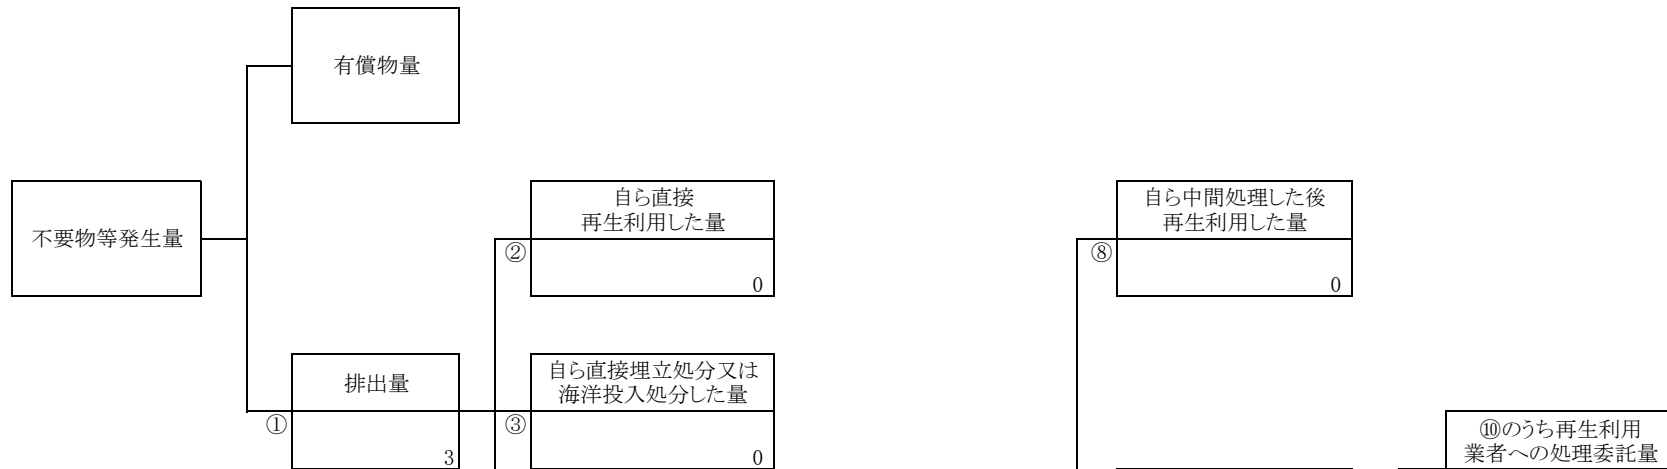 有償物量
不要物等発生量
自ら直接
再生利用した量
②
0
自ら中間処理した後
再生利用した量
⑧
0
排出量
①
3
自ら直接埋立処分又は
海洋投入処分した量
③
0
⑩のうち再生利用
業者への処理委託量